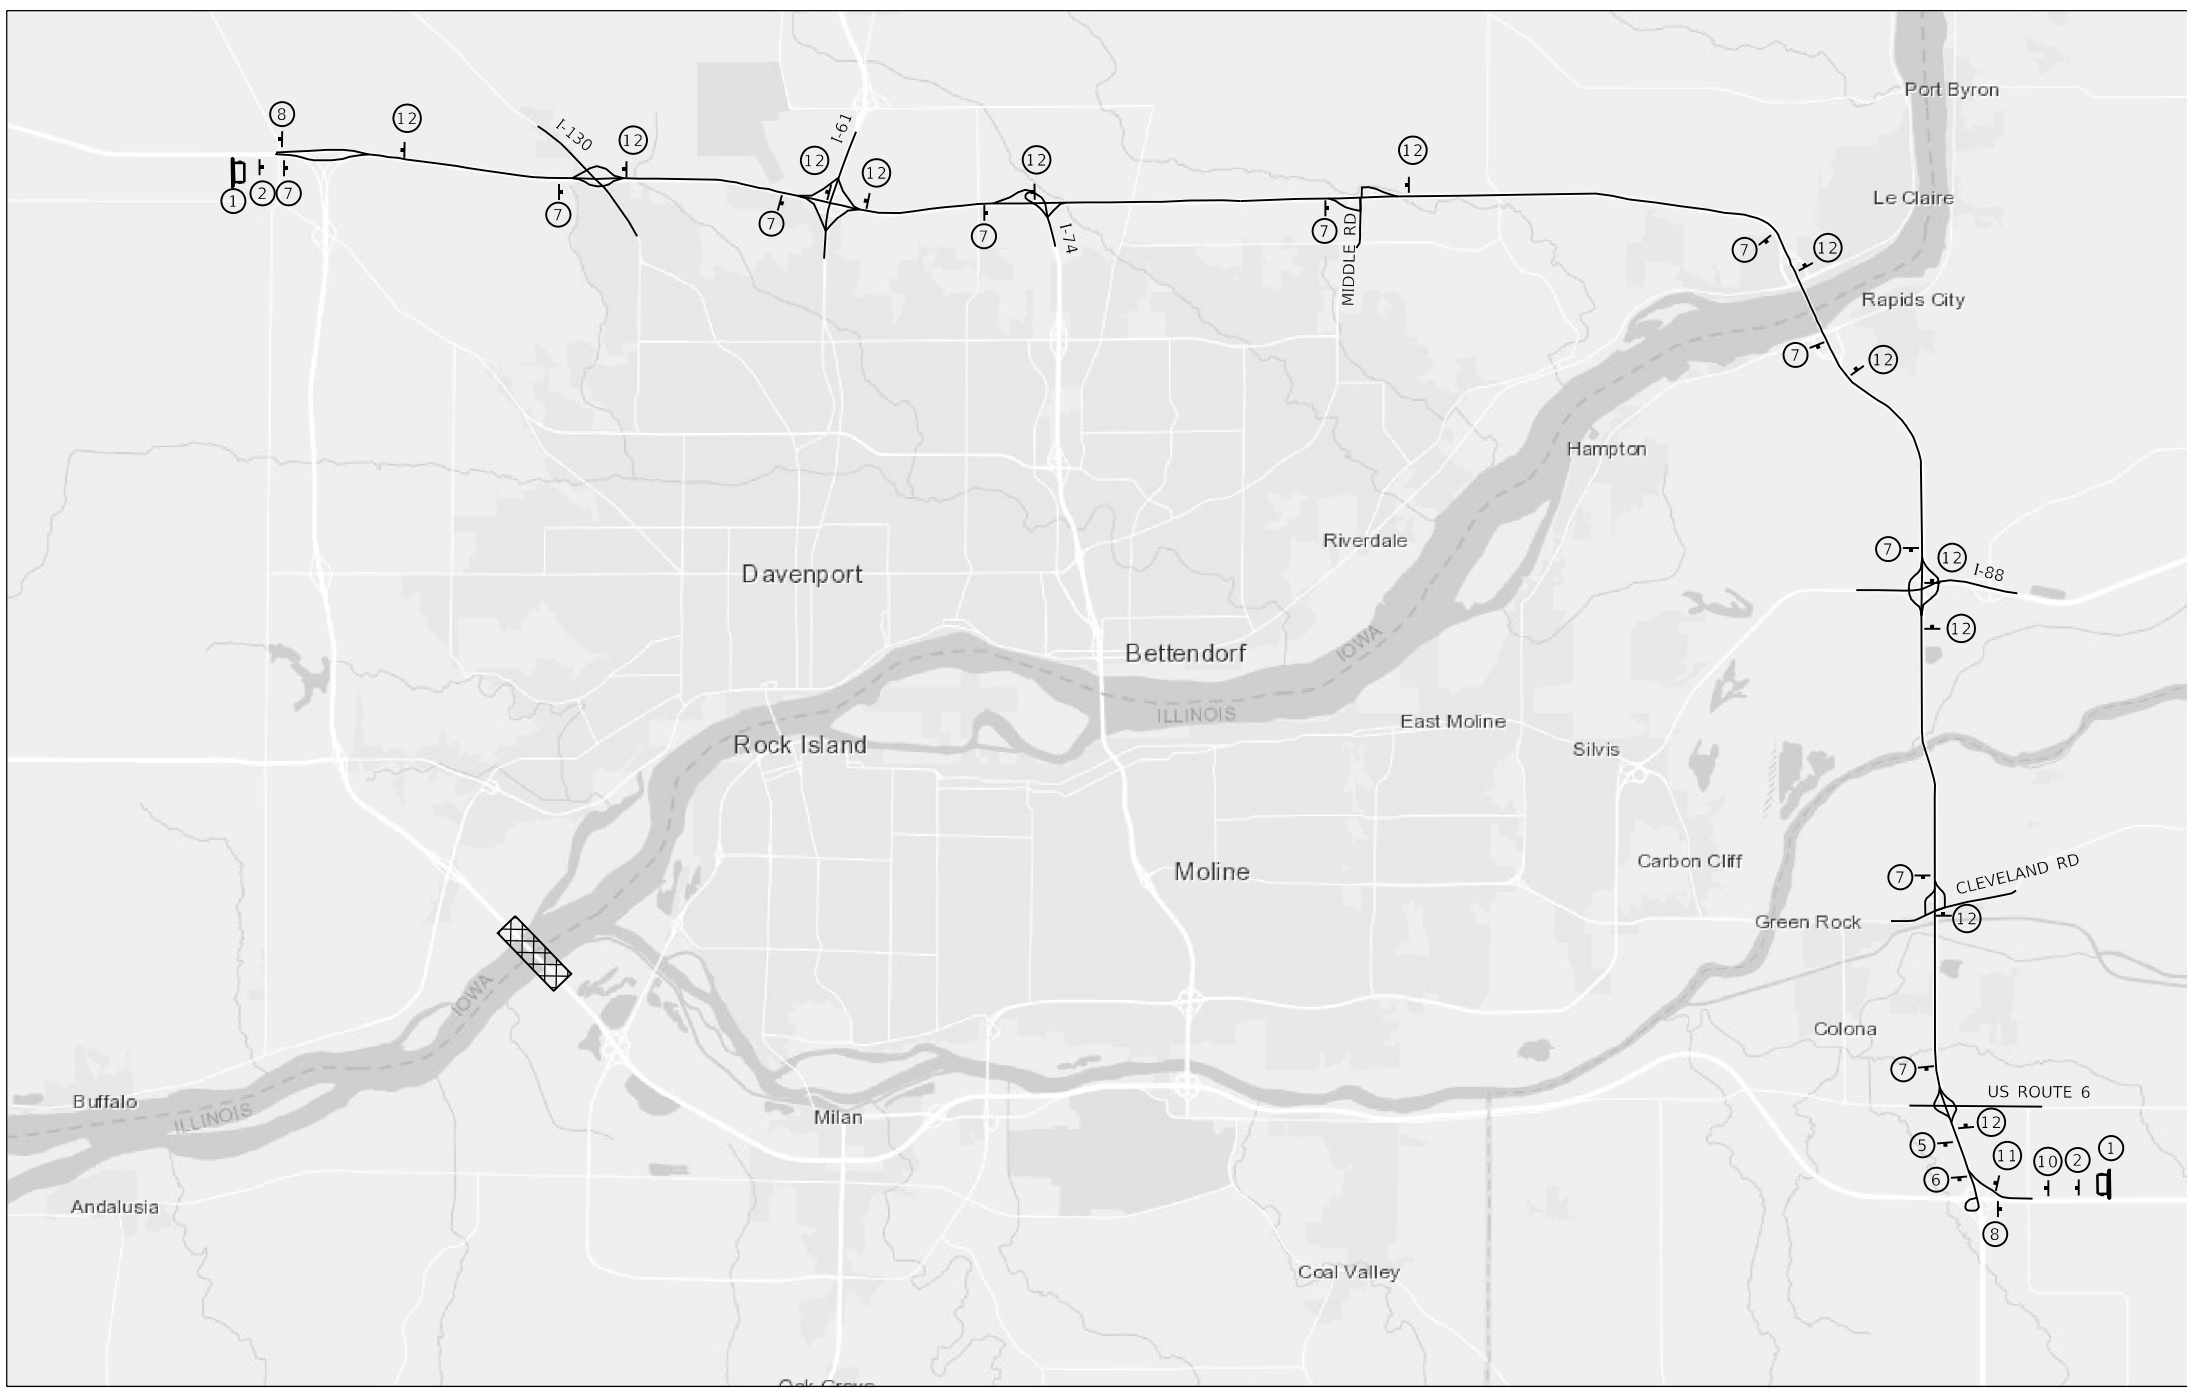 Port Byron
8
12
I-130
12
I-61
12
12
12
12
1
2
7
7
7
7
7
MIDDLE RD
I-74
Le Claire
7
12
Rapids City
7
12
Hampton
Riverdale
7
12
I-88
Davenport
12
Bettendorf
IOWA
ILLINOIS
East Moline
Rock Island
Silvis
Carbon Cliff
Moline
7
CLEVELAND RD
12
Green Rock
IOWA
Colona
7
US ROUTE 6
Buffalo
ILLINOIS
Milan
12
5
11
10
2
1
6
8
Andalusia
Coal Valley